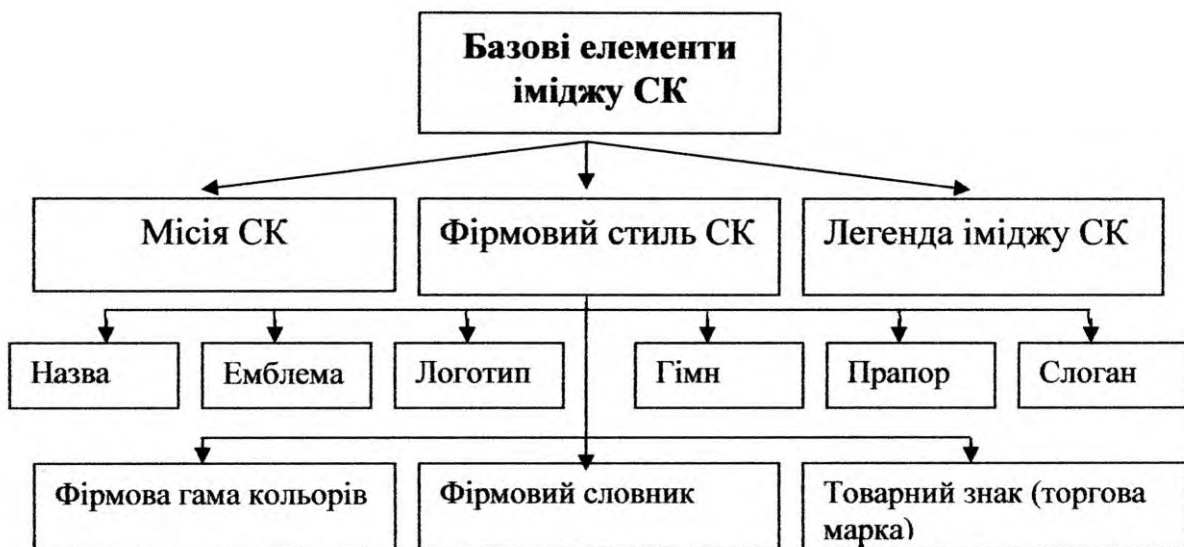 Базові елементи
іміджу СК
Місія СК
Фірмовий стиль СК
Легенда іміджу СК
Назва
Емблема
Логотип
Гімн
Прапор
Слоган
Фірмова гама кольорів
Фірмовий словник
Товарний знак (торгова
марка)